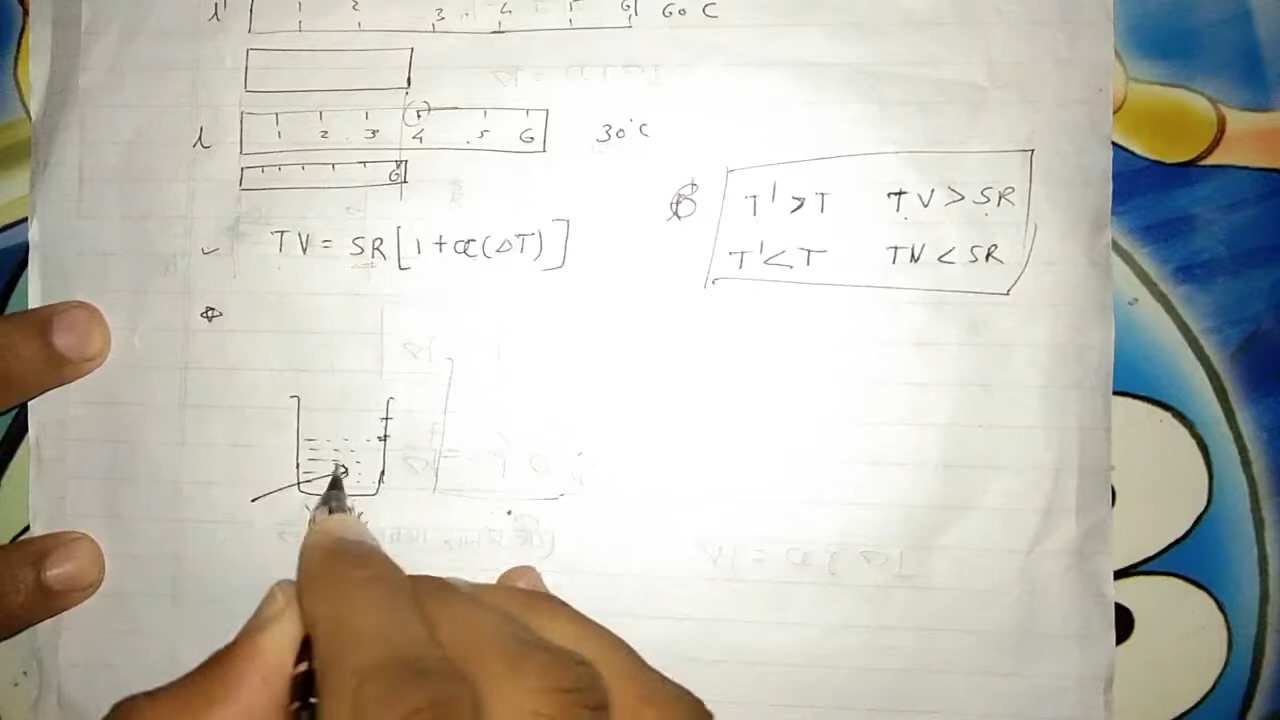 l' 1 2 3 4 5 6 60 C
l 1 2 3 4 5 6 30°C
6
T' > T TV > SR
T' < T TV < SR
TV = SR [1 + α (ΔT)]